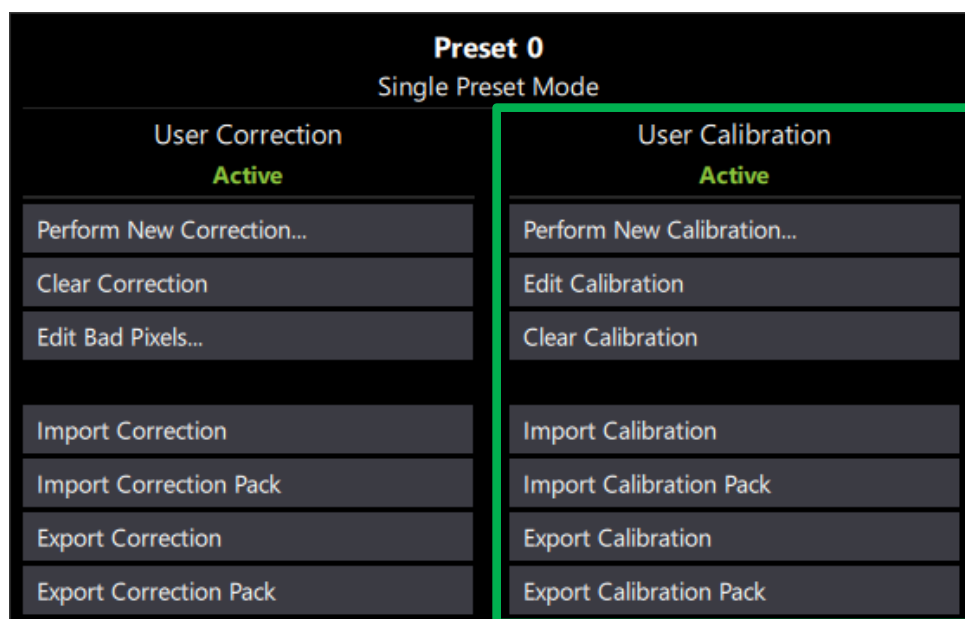 Preset 0
Single Preset Mode
User Correction
Active
Perform New Correction...
Clear Correction
Edit Bad Pixels...
Import Correction
Import Correction Pack
Export Correction
Export Correction Pack
User Calibration
Active
Perform New Calibration...
Edit Calibration
Clear Calibration
Import Calibration
Import Calibration Pack
Export Calibration
Export Calibration Pack